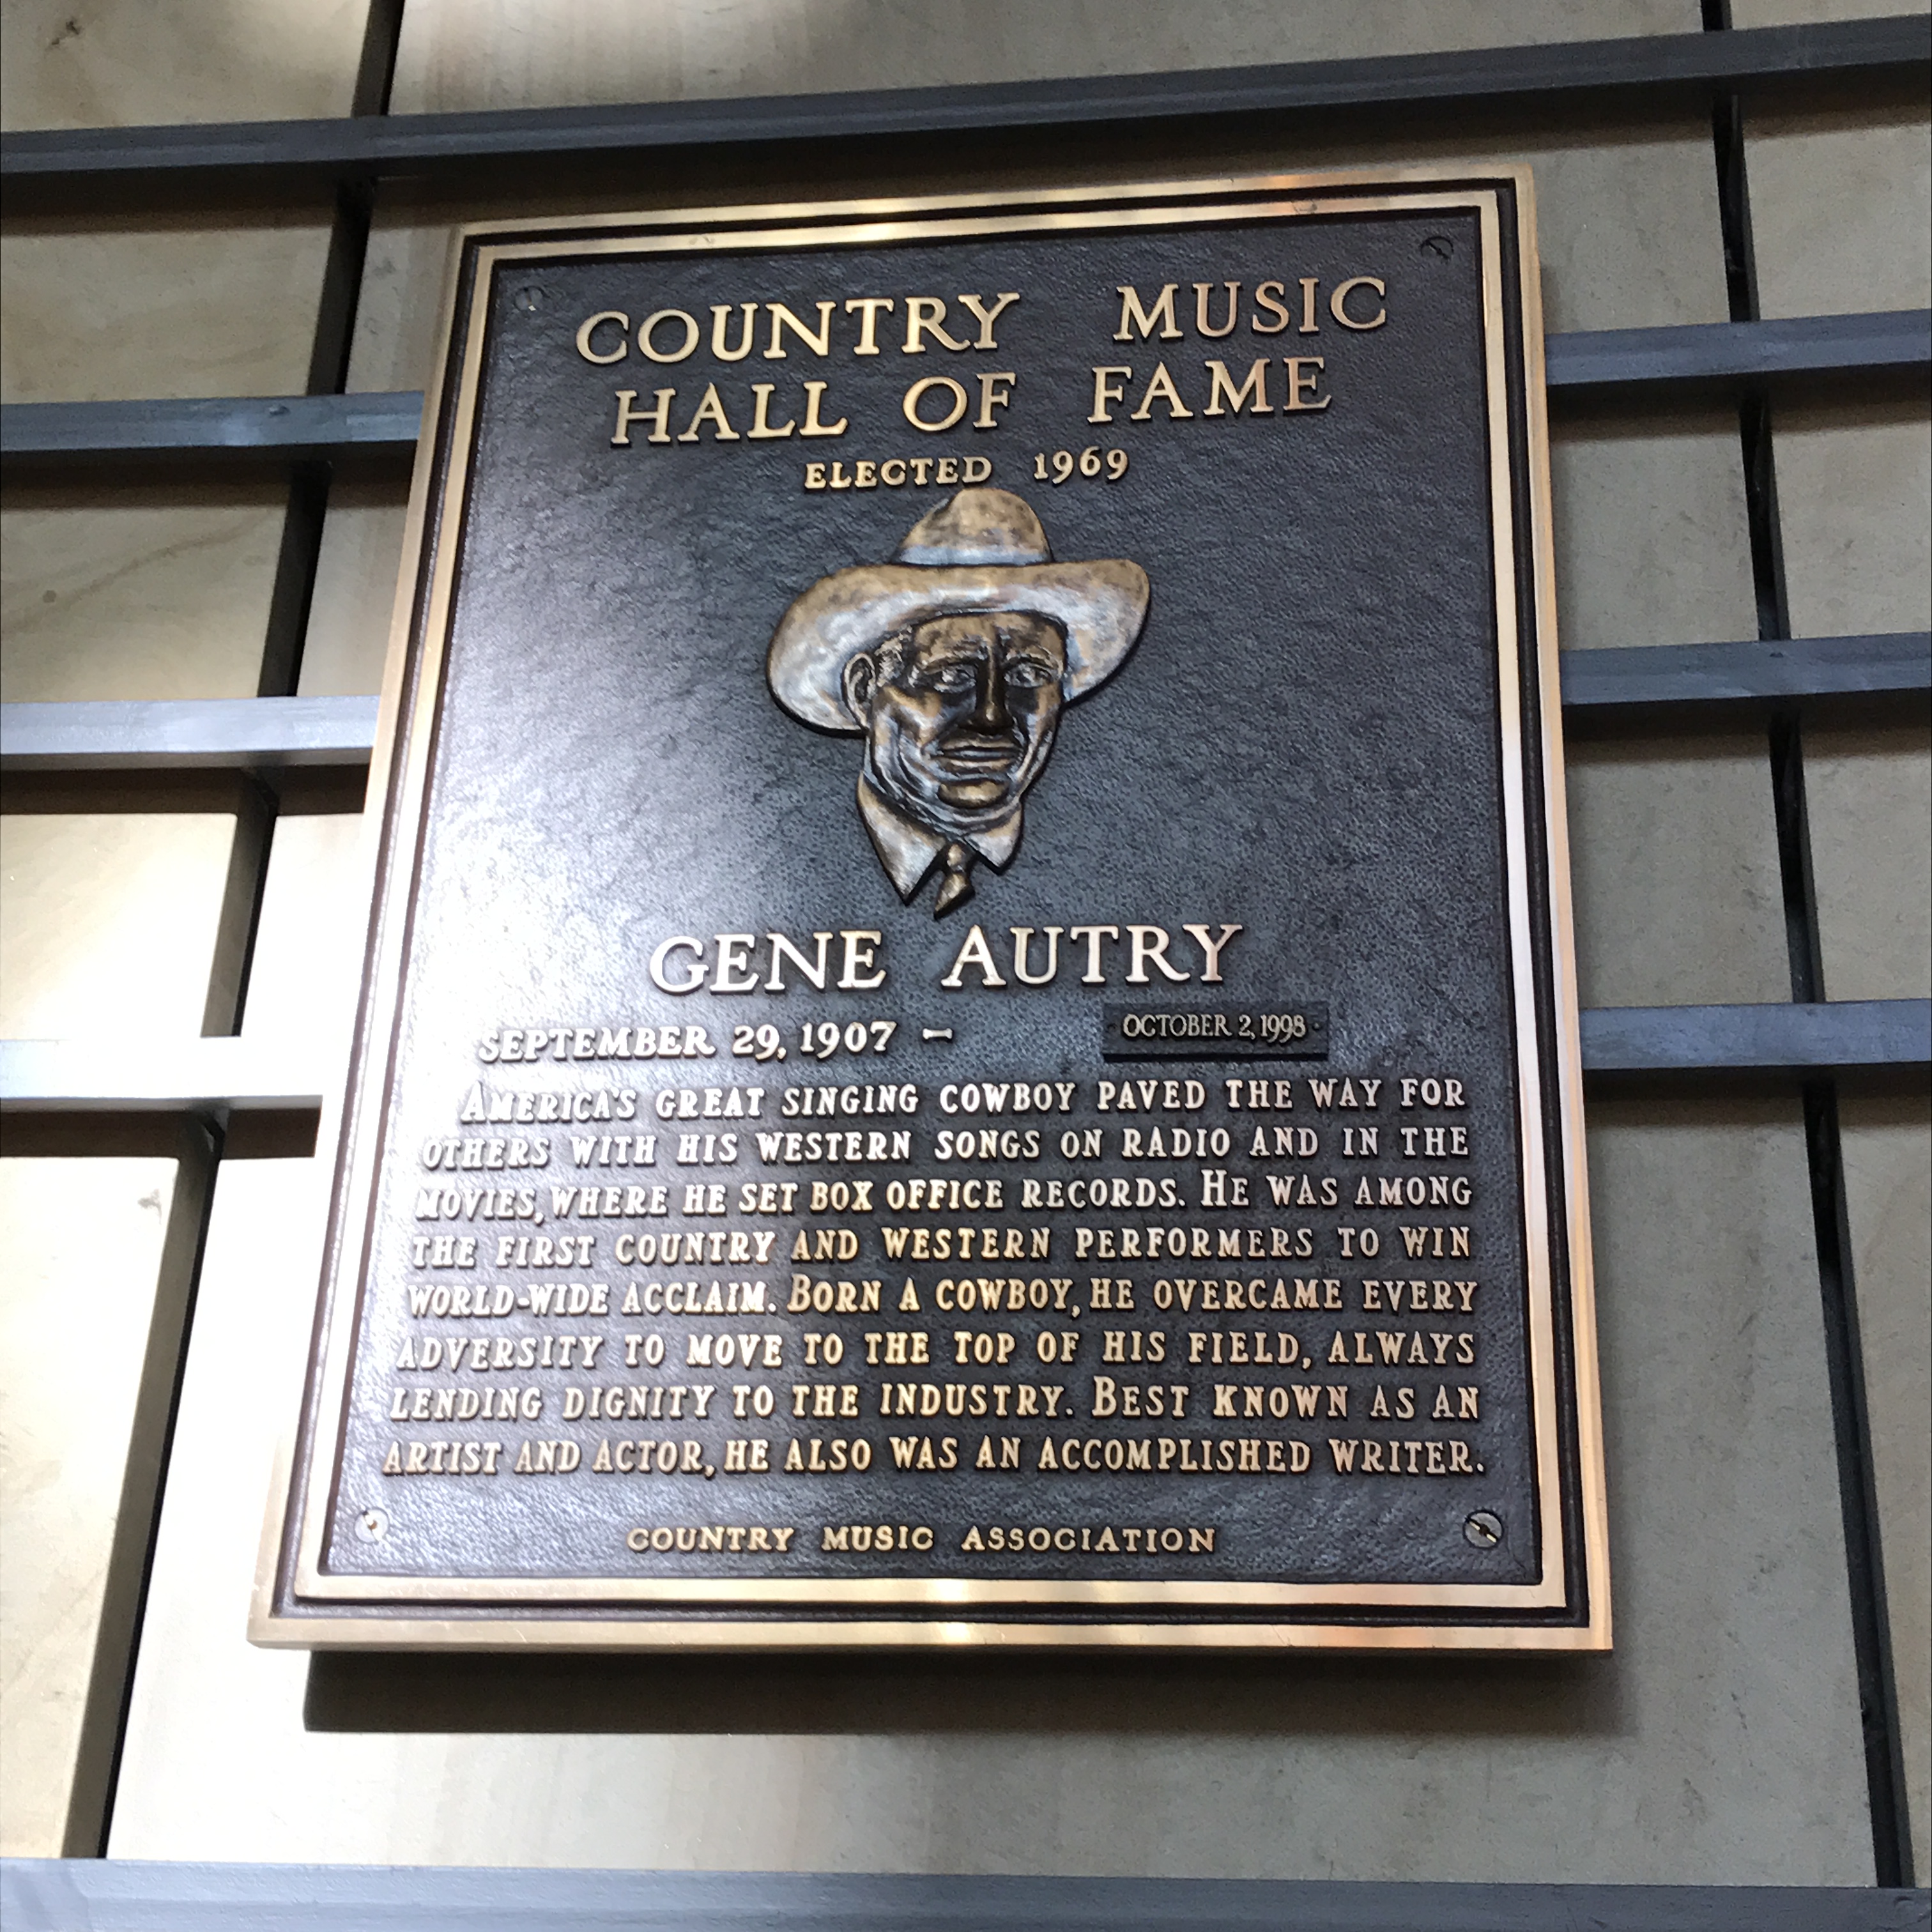 COUNTRY MUSIC
HALL OF FAME
ELECTED 1969
GENE AUTRY
SEPTEMBER 29, 1907 – OCTOBER 2, 1998
AMERICA'S GREAT SINGING COWBOY PAVED THE WAY FOR
OTHERS WITH HIS WESTERN SONGS ON RADIO AND IN THE
MOVIES, WHERE HE SET BOX OFFICE RECORDS. HE WAS AMONG
THE FIRST COUNTRY AND WESTERN PERFORMERS TO WIN
WORLD-WIDE ACCLAIM. BORN A COWBOY, HE OVERCAME EVERY
ADVERSITY TO MOVE TO THE TOP OF HIS FIELD, ALWAYS
LENDING DIGNITY TO THE INDUSTRY. BEST KNOWN AS AN
ARTIST AND ACTOR, HE ALSO WAS AN ACCOMPLISHED WRITER.
COUNTRY MUSIC ASSOCIATION